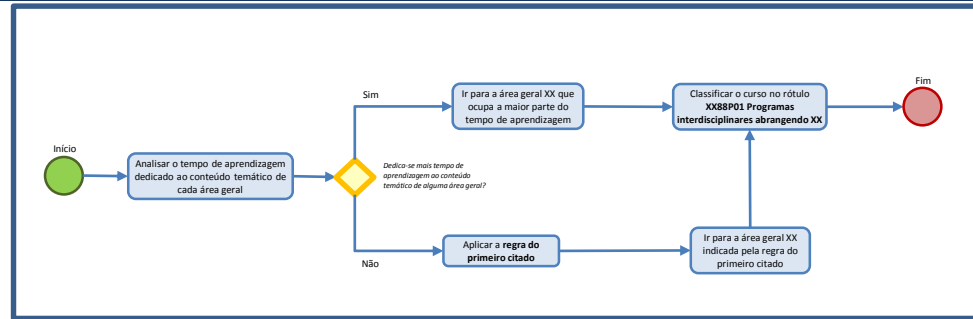 Início
Analisar o tempo de aprendizagem
dedicado ao conteúdo temático de
cada área geral
Sim
Dedica-se mais tempo de
aprendizagem ao conteúdo
temático de alguma área geral?
Não
Ir para a área geral XX que
ocupa a maior parte do
tempo de aprendizagem
Aplicar a regra do
primeiro citado
Ir para a área geral XX
indicada pela regra do
primeiro citado
Classificar o curso no rótulo
XX88P01 Programas
interdisciplinares abrangendo XX
Fim